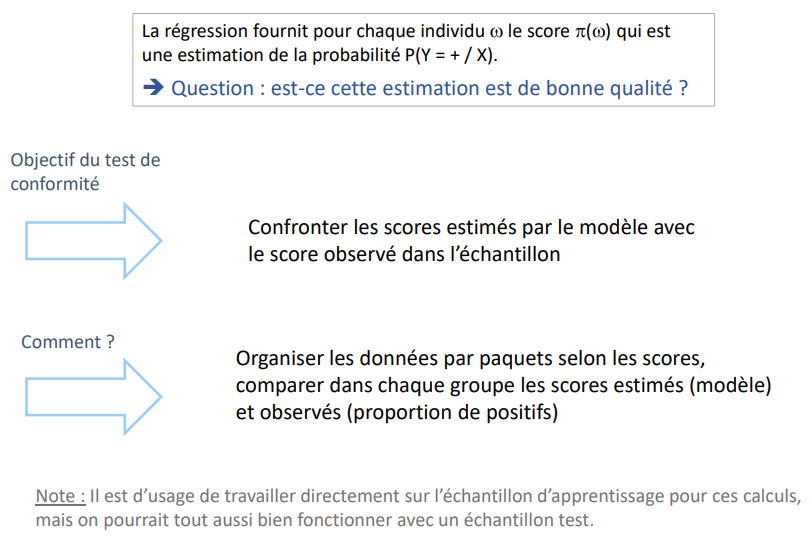 La régression fournit pour chaque individu ω le score π(ω) qui est
une estimation de la probabilité P(Y = + / X).
➔ Question : est-ce cette estimation est de bonne qualité ?
Objectif du test de
conformité
Confronter les scores estimés par le modèle avec
le score observé dans l’échantillon
Comment ?
Organiser les données par paquets selon les scores,
comparer dans chaque groupe les scores estimés (modèle)
et observés (proportion de positifs)
Note : Il est d’usage de travailler directement sur l’échantillon d’apprentissage pour ces calculs,
mais on pourrait tout aussi bien fonctionner avec un échantillon test.